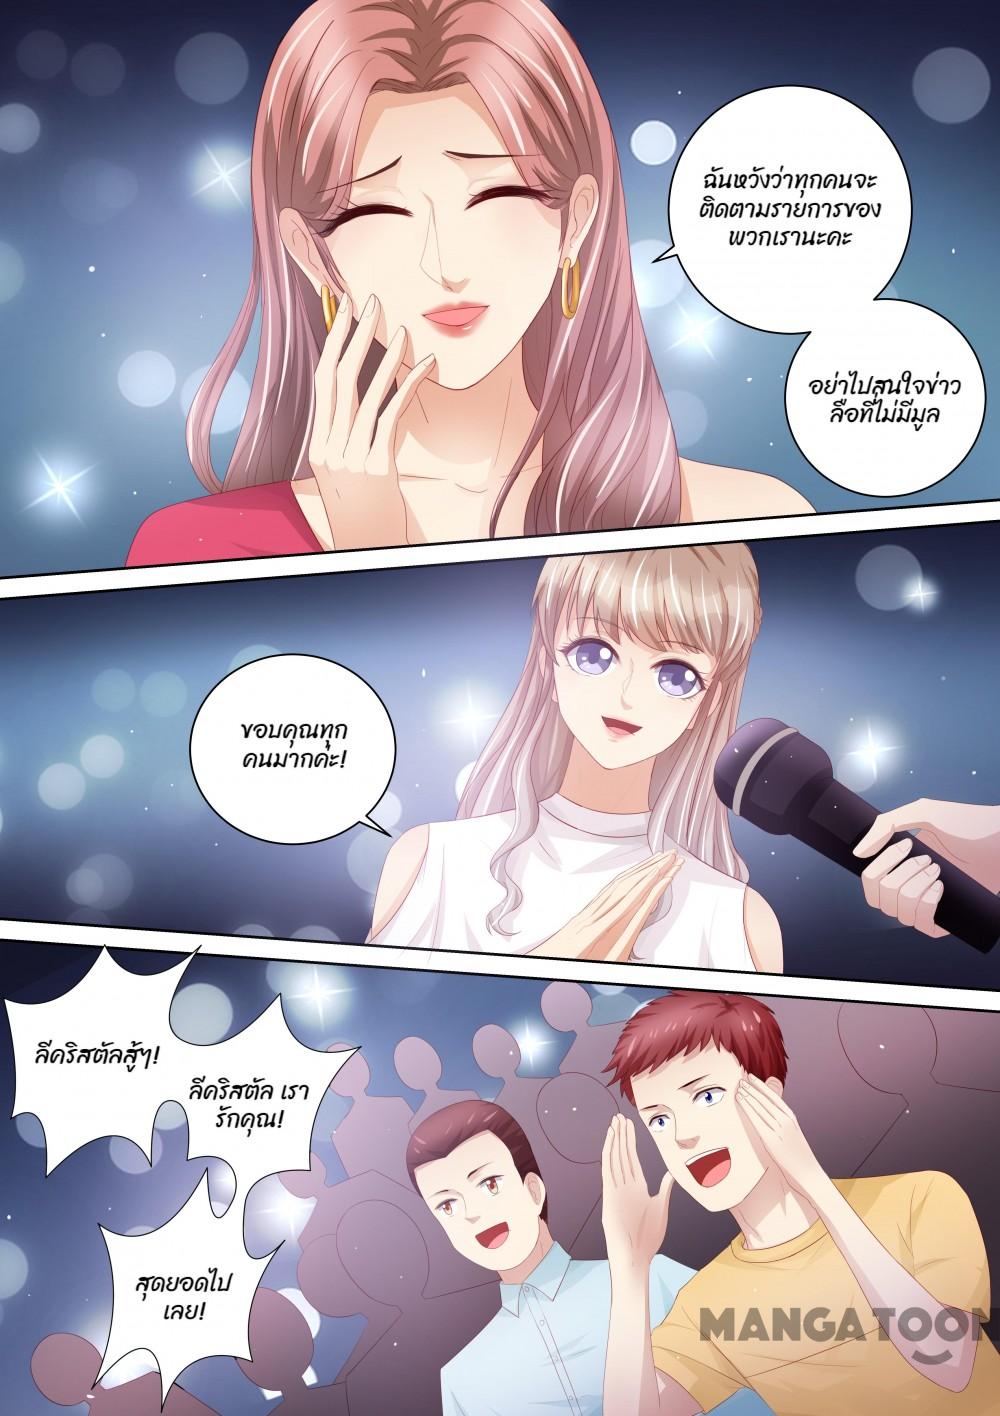 ฉันหวังว่าทุกคนจะ
ติดตามรายการของ
พวกเรานะคะ
อย่าไปสนใจข่าว
ลือที่ไม่มีมูล
ขอบคุณทุก
คนมากค่ะ!
ลีคริสตัลสู้ๆ!
ลีคริสตัล เรา
รักคุณ!
สุดยอดไป
เลย!
MANGATOON